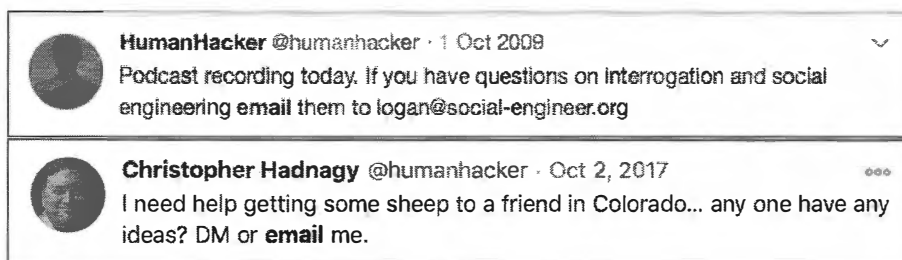 HumanHacker @humanhacker · 1 Oct 2009
Podcast recording today. If you have questions on interrogation and social
engineering email them to logan@social-engineer.org
Christopher Hadnagy @humanhacker · Oct 2, 2017
I need help getting some sheep to a friend in Colorado... any one have any
ideas? DM or email me.